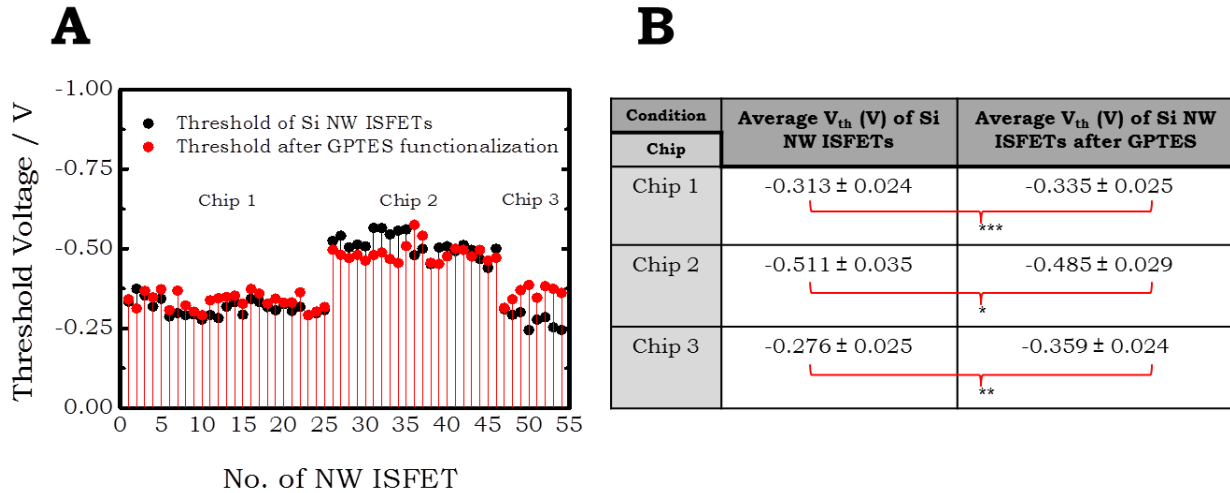 A
Threshold Voltage / V
-1.00
-0.75
-0.50
-0.25
0.00
Threshold of Si NW ISFETs
Threshold after GPTES functionalization
Chip 1
Chip 2
Chip 3
0 5 10 15 20 25 30 35 40 45 50 55
No. of NW ISFET
B
Condition
Chip
Average Vth (V) of Si
NW ISFETs
Average Vth (V) of Si NW
ISFETs after GPTES
Chip 1
-0.313 ± 0.024
-0.335 ± 0.025
***
Chip 2
-0.511 ± 0.035
-0.485 ± 0.029
*
Chip 3
-0.276 ± 0.025
-0.359 ± 0.024
**